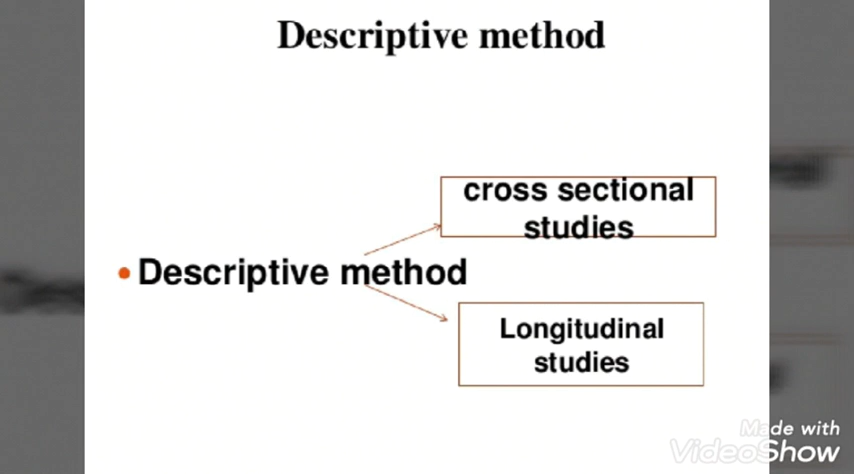 Descriptive method
cross sectional
studies
• Descriptive method
Longitudinal
studies
Made with
VideoShow